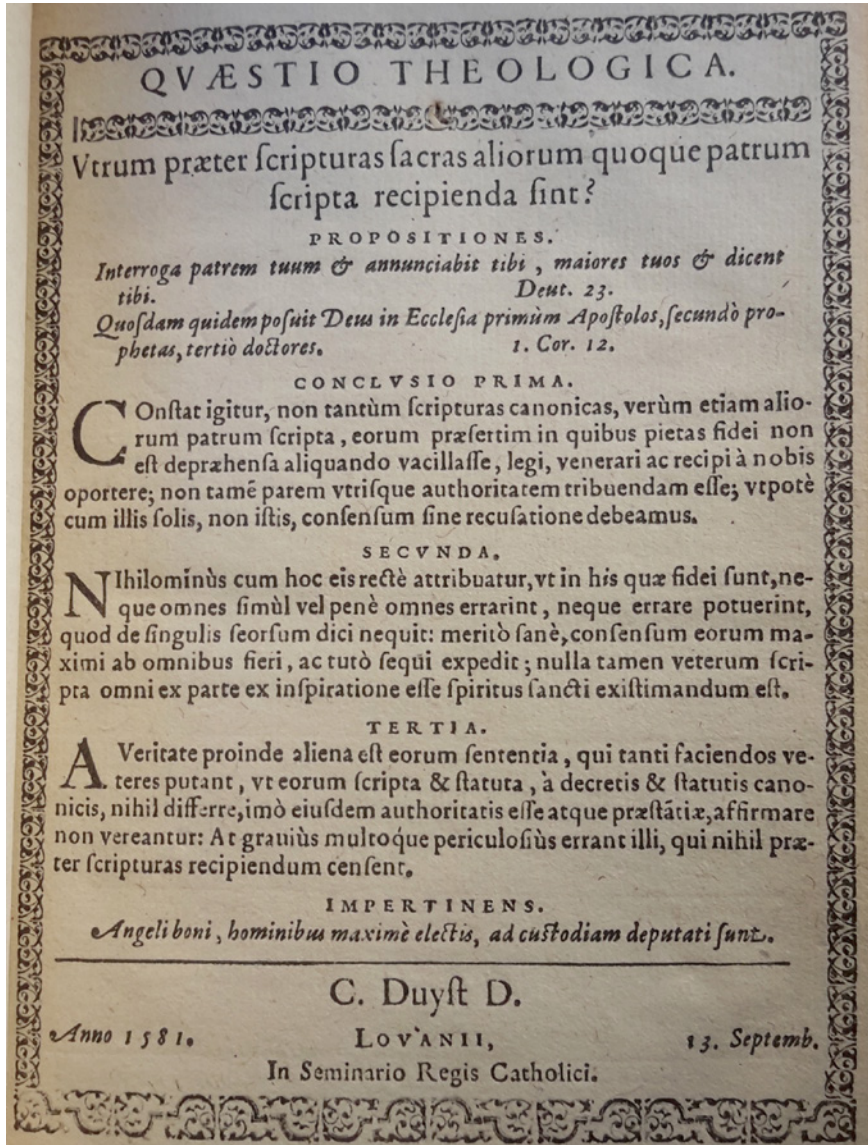 QVÆSTIO THEOLOGICA.
Vtrum præter ſcripturas ſacras aliorum quoque patrum
ſcripta recipienda ſint?
PROPOSITIONES.
Interroga patrem tuum & annunciabit tibi, maiores tuos & dicent
tibi. Deut. 23.
Quoſdam quidem poſuit Deus in Eccleſia primùm Apoſtolos, ſecundò pro-
phetas, tertiò doctores. 1. Cor. 12.
CONCLVSIO PRIMA.
COnſtat igitur, non tantùm ſcripturas canonicas, verùm etiam alio-
rum patrum ſcripta, eorum præſertim in quibus pietas fidei non
eſt depræhenſa aliquando vacillaſſe, legi, venerari ac recipi à nobis
oportere; non tamē parem vtriſque authoritatem tribuendam eſſe; vtpotè
cum illis ſolis, non iſtis, conſenſum ſine recuſatione debeamus.
SECVNDA.
NIhilominùs cum hoc eis rectè attribuatur, vt in his quæ fidei ſunt, ne-
que omnes ſimùl vel penè omnes errarint, neque errare potuerint,
quod de ſingulis ſeorſum dici nequit: meritò ſanè, conſenſum eorum ma-
ximi ab omnibus fieri, ac tutò ſequi expedit; nulla tamen veterum ſcri-
pta omni ex parte ex inſpiratione eſſe ſpiritus ſancti exiſtimandum eſt.
TERTIA.
A Veritate proinde aliena eſt eorum ſententia, qui tanti faciendos ve-
teres putant, vt eorum ſcripta & ſtatuta, à decretis & ſtatutis cano-
nicis, nihil differre, imò eiuſdem authoritatis eſſe atque præſtātiæ, affirmare
non vereantur: At grauiùs multoque periculoſiùs errant illi, qui nihil præ-
ter ſcripturas recipiendum cenſent.
IMPERTINENS.
Angeli boni, hominibus maximè electis, ad cuſtodiam deputati ſunt.
C. Duyſt D.
Anno 1581. LOVANII, 13. Septemb.
In Seminario Regis Catholici.